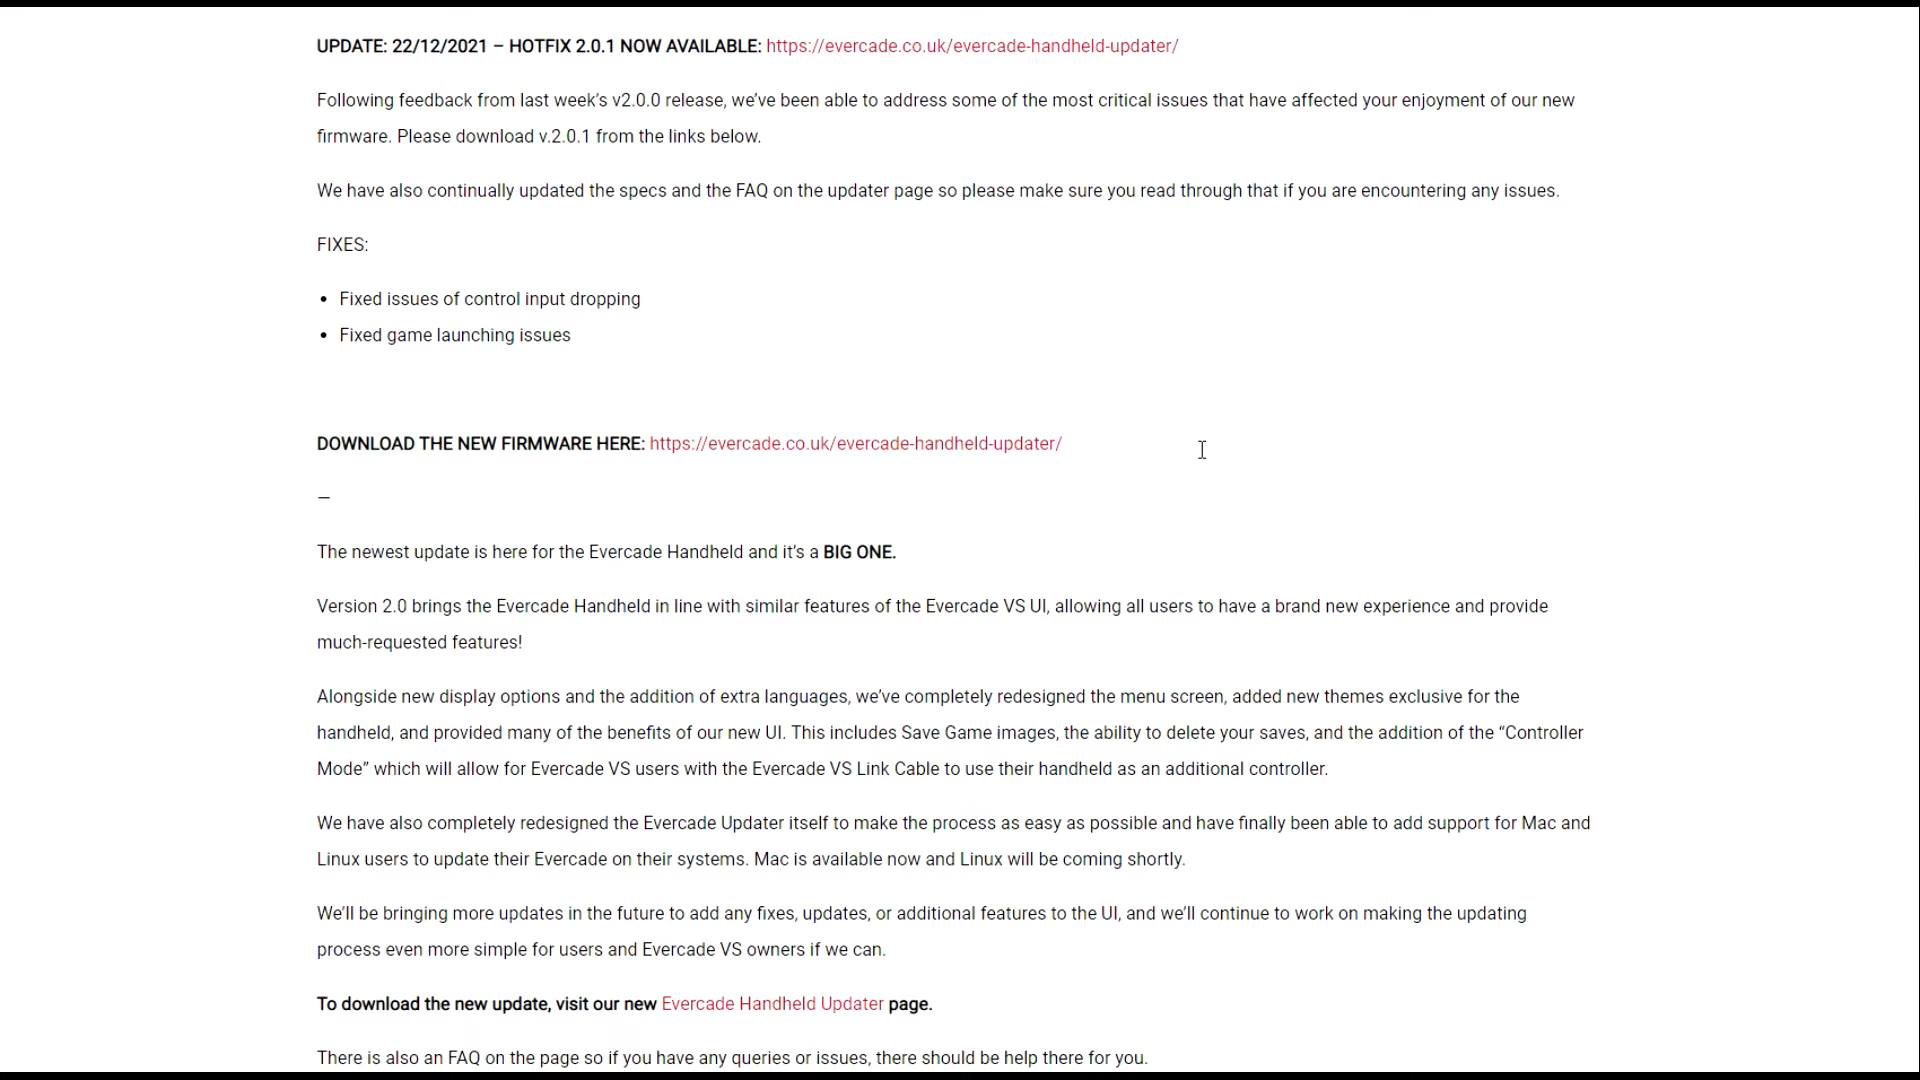 UPDATE: 22/12/2021 – HOTFIX 2.0.1 NOW AVAILABLE: https://evercade.co.uk/evercade-handheld-updater/
Following feedback from last week's v2.0.0 release, we've been able to address some of the most critical issues that have affected your enjoyment of our new
firmware. Please download v.2.0.1 from the links below.
We have also continually updated the specs and the FAQ on the updater page so please make sure you read through that if you are encountering any issues.
FIXES:
• Fixed issues of control input dropping
• Fixed game launching issues
DOWNLOAD THE NEW FIRMWARE HERE: https://evercade.co.uk/evercade-handheld-updater/
—
The newest update is here for the Evercade Handheld and it's a BIG ONE.
Version 2.0 brings the Evercade Handheld in line with similar features of the Evercade VS UI, allowing all users to have a brand new experience and provide
much-requested features!
Alongside new display options and the addition of extra languages, we've completely redesigned the menu screen, added new themes exclusive for the
handheld, and provided many of the benefits of our new UI. This includes Save Game images, the ability to delete your saves, and the addition of the “Controller
Mode” which will allow for Evercade VS users with the Evercade VS Link Cable to use their handheld as an additional controller.
We have also completely redesigned the Evercade Updater itself to make the process as easy as possible and have finally been able to add support for Mac and
Linux users to update their Evercade on their systems. Mac is available now and Linux will be coming shortly.
We'll be bringing more updates in the future to add any fixes, updates, or additional features to the UI, and we'll continue to work on making the updating
process even more simple for users and Evercade VS owners if we can.
To download the new update, visit our new Evercade Handheld Updater page.
There is also an FAQ on the page so if you have any queries or issues, there should be help there for you.